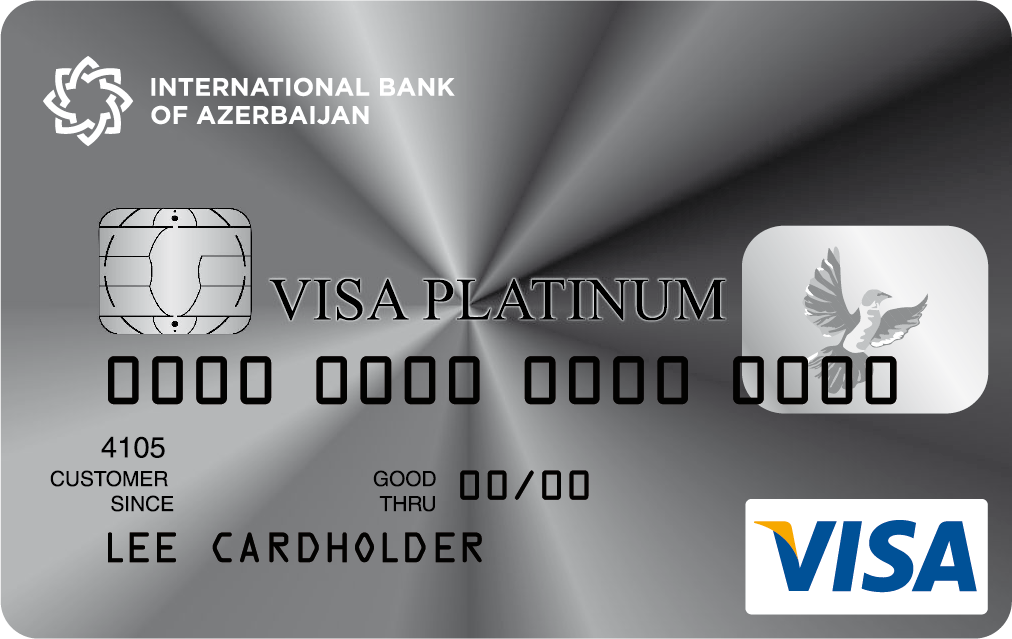 INTERNATIONAL BANK
OF AZERBAIJAN
VISA PLATINUM
0000 0000 0000 0000
4105
CUSTOMER
SINCE
GOOD
THRU
00/00
LEE CARDHOLDER
VISA